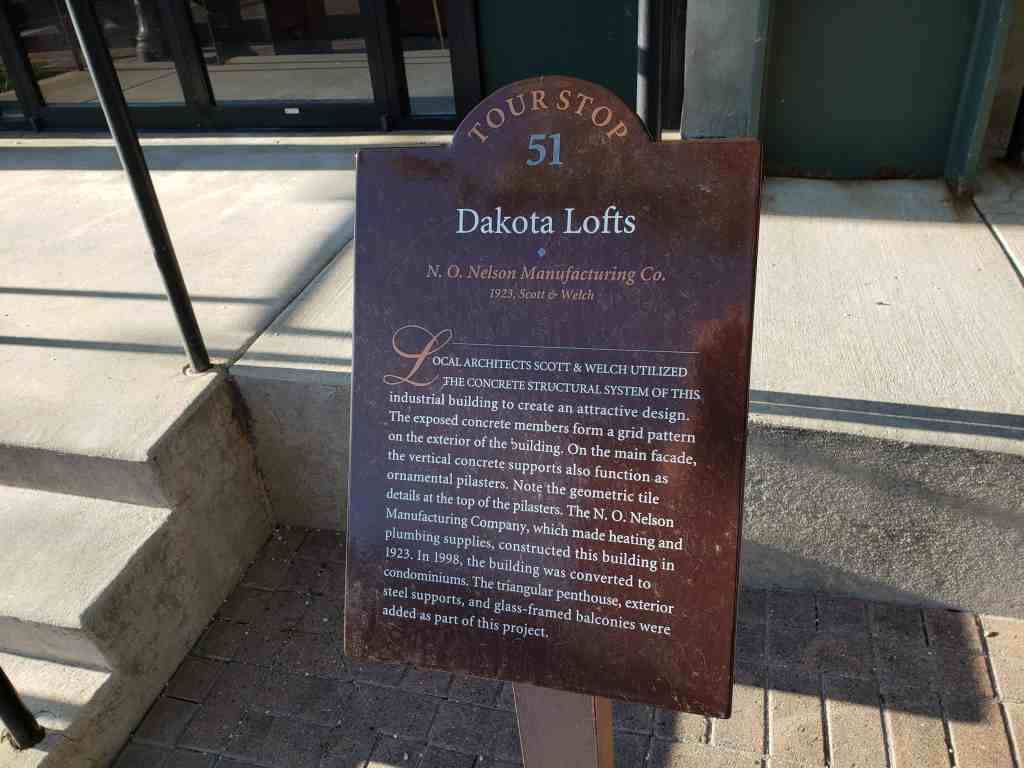 TOUR STOP
51
Dakota Lofts
N. O. Nelson Manufacturing Co.
1923, Scott & Welch
LOCAL ARCHITECTS SCOTT & WELCH UTILIZED
THE CONCRETE STRUCTURAL SYSTEM OF THIS
industrial building to create an attractive design.
The exposed concrete members form a grid pattern
on the exterior of the building. On the main facade,
the vertical concrete supports also function as
ornamental pilasters. Note the geometric tile
details at the top of the pilasters. The N. O. Nelson
Manufacturing Company, which made heating and
plumbing supplies, constructed this building in
1923. In 1998, the building was converted to
condominiums. The triangular penthouse, exterior
steel supports, and glass-framed balconies were
added as part of this project.